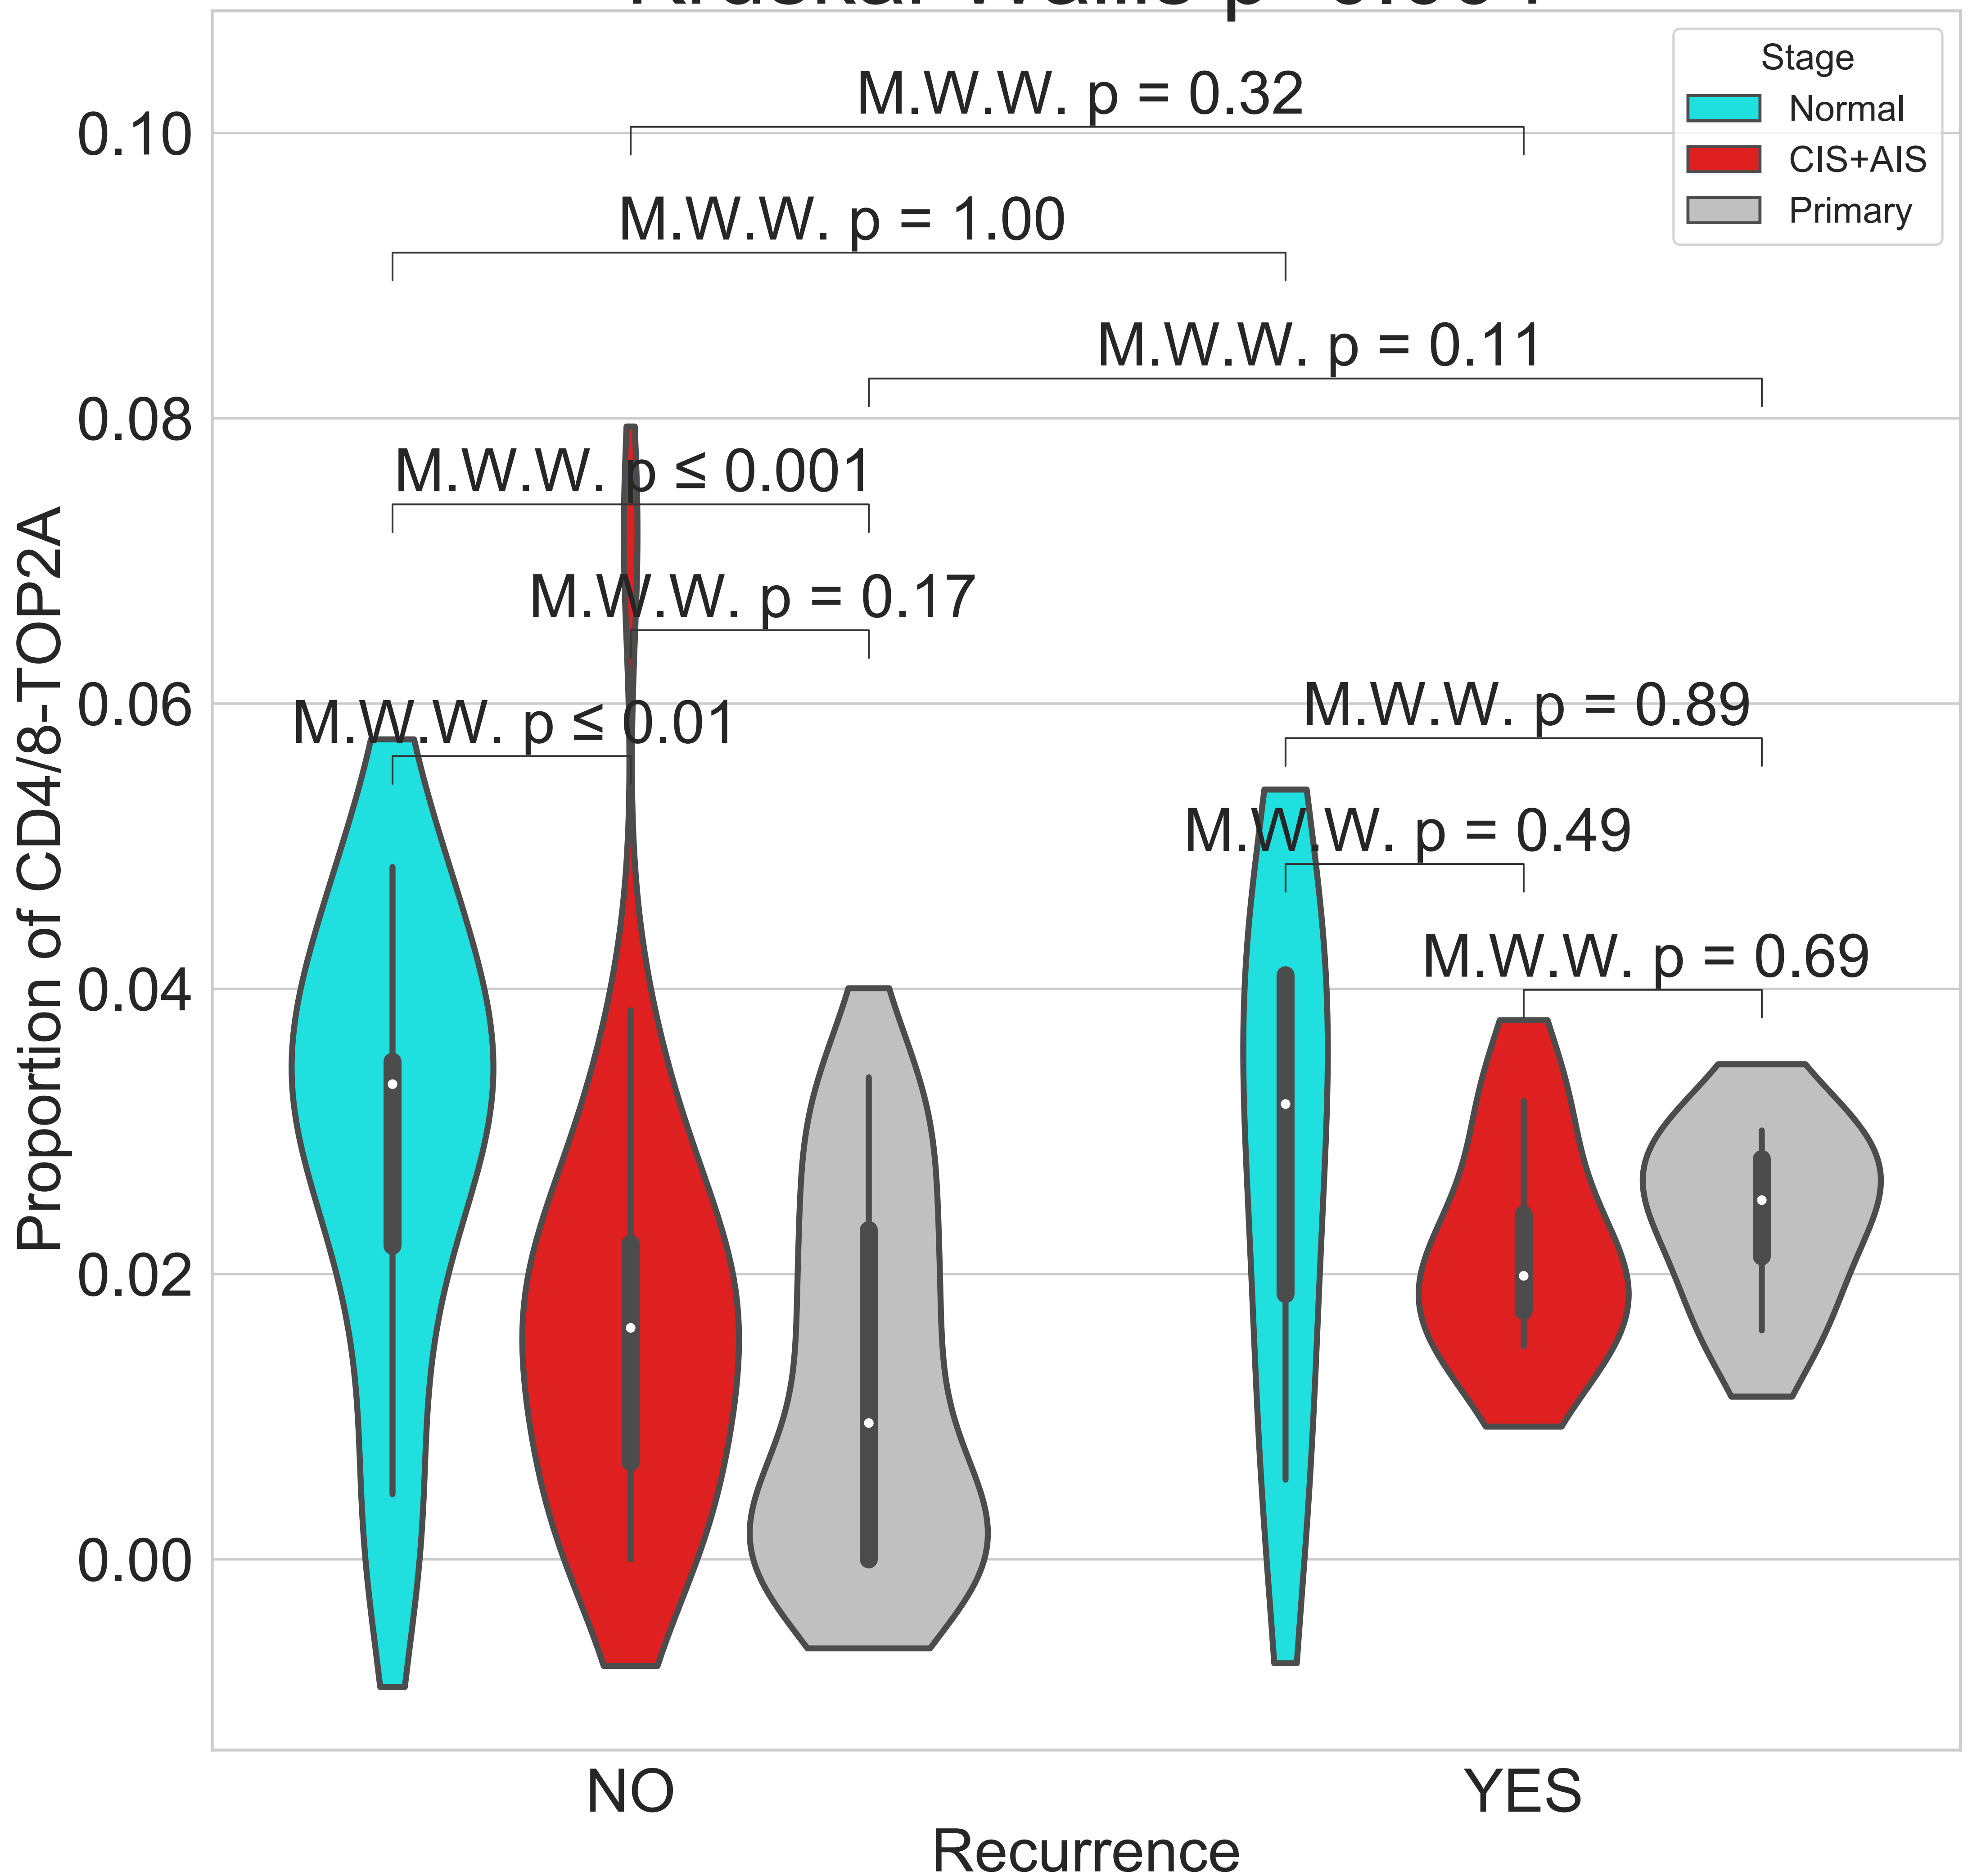 Stage
Normal
CIS+AIS
Primary
M.W.W. p = 0.32
M.W.W. p = 1.00
M.W.W. p = 0.11
M.W.W. p ≤ 0.001
M.W.W. p = 0.17
M.W.W. p ≤ 0.01
M.W.W. p = 0.89
M.W.W. p = 0.49
M.W.W. p = 0.69
Proportion of CD4/8-TOP2A
0.10
0.08
0.06
0.04
0.02
0.00
NO
YES
Recurrence